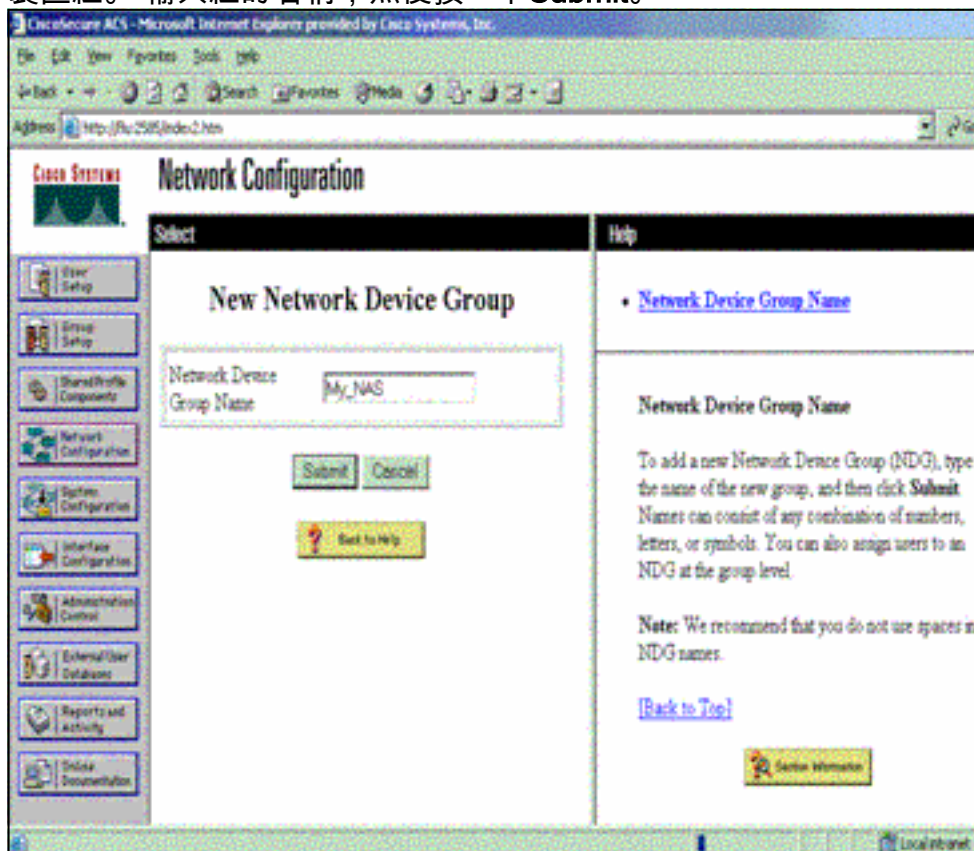 CiscoSecure ACS - Microsoft Internet Explorer provided by Cisco Systems, Inc.
File Edit View Favorites Tools Help
Back Search Favorites Media
Address
CISCO SYSTEMS
Network Configuration
Select
Help
User Setup
Group Setup
Shared Profile Components
Network Configuration
System Configuration
Interface Configuration
Administration Control
External User Databases
Reports and Activity
Online Documentation
New Network Device Group
Network Device
Group Name
My_NAS
Submit Cancel
Back to Help
• Network Device Group Name
Network Device Group Name
To add a new Network Device Group (NDG), type
the name of the new group, and then click Submit.
Names can consist of any combination of numbers,
letters, or symbols. You can also assign users to an
NDG at the group level.
Note: We recommend that you do not use spaces in
NDG names.
[Back to Top]
Section Information
Local intranet